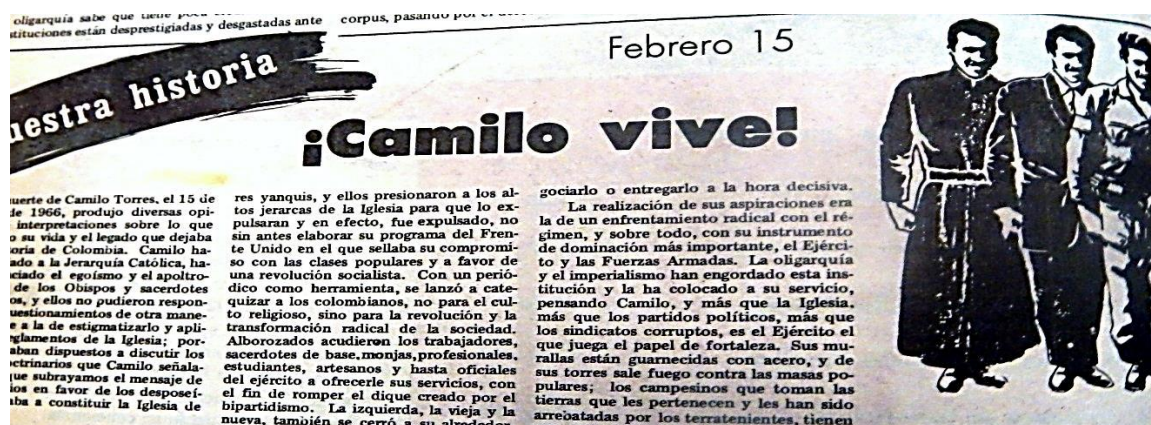 oligarquía sabe que tiene
stituciones están desprestigiadas y desgastadas ante
corpus, pasando por el
uestra historia
Febrero 15
¡Camilo vive!
uerte de Camilo Torres, el 15 de
de 1966, produjo diversas opi-
interpretaciones sobre lo que
o su vida y el legado que dejaba
oria de Colombia. Camilo ha-
ado a la Jerarquía Católica, ha-
ciado el egoísmo y el apoltro-
de los Obispos y sacerdotes
os, y ellos no pudieron respon-
uestionamientos de otra mane-
e a la de estigmatizarlo y apli-
glamentos de la Iglesia; por-
aban dispuestos a discutir los
ctrinarios que Camilo señala-
ue subrayamos el mensaje de
ios en favor de los desposeí-
aba a constituir la Iglesia de
res yanquis, y ellos presionaron a los al-
tos jerarcas de la Iglesia para que lo ex-
pulsaran y en efecto, fue expulsado, no
sin antes elaborar su programa del Fren-
te Unido en el que sellaba su compromi-
so con las clases populares y a favor de
una revolución socialista. Con un perió-
dico como herramienta, se lanzó a cate-
quizar a los colombianos, no para el cul-
to religioso, sino para la revolución y la
transformación radical de la sociedad.
Alborozados acudieron los trabajadores,
sacerdotes de base, monjas, profesionales,
estudiantes, artesanos y hasta oficiales
del ejército a ofrecerle sus servicios, con
el fin de romper el dique creado por el
bipartidismo. La izquierda, la vieja y la
nueva, también se cerró a su alrededor
gociarlo o entregarlo a la hora decisiva.
La realización de sus aspiraciones era
la de un enfrentamiento radical con el ré-
gimen, y sobre todo, con su instrumento
de dominación más importante, el Ejérci-
to y las Fuerzas Armadas. La oligarquía
y el imperialismo han engordado esta ins-
titución y la ha colocado a su servicio,
pensando Camilo, y más que la Iglesia,
más que los partidos políticos, más que
los sindicatos corruptos, es el Ejército el
que juega el papel de fortaleza. Sus mu-
rallas están guarnecidas con acero, y de
sus torres sale fuego contra las masas po-
pulares; los campesinos que toman las
tierras que les pertenecen y les han sido
arrebatadas por los terratenientes, tienen